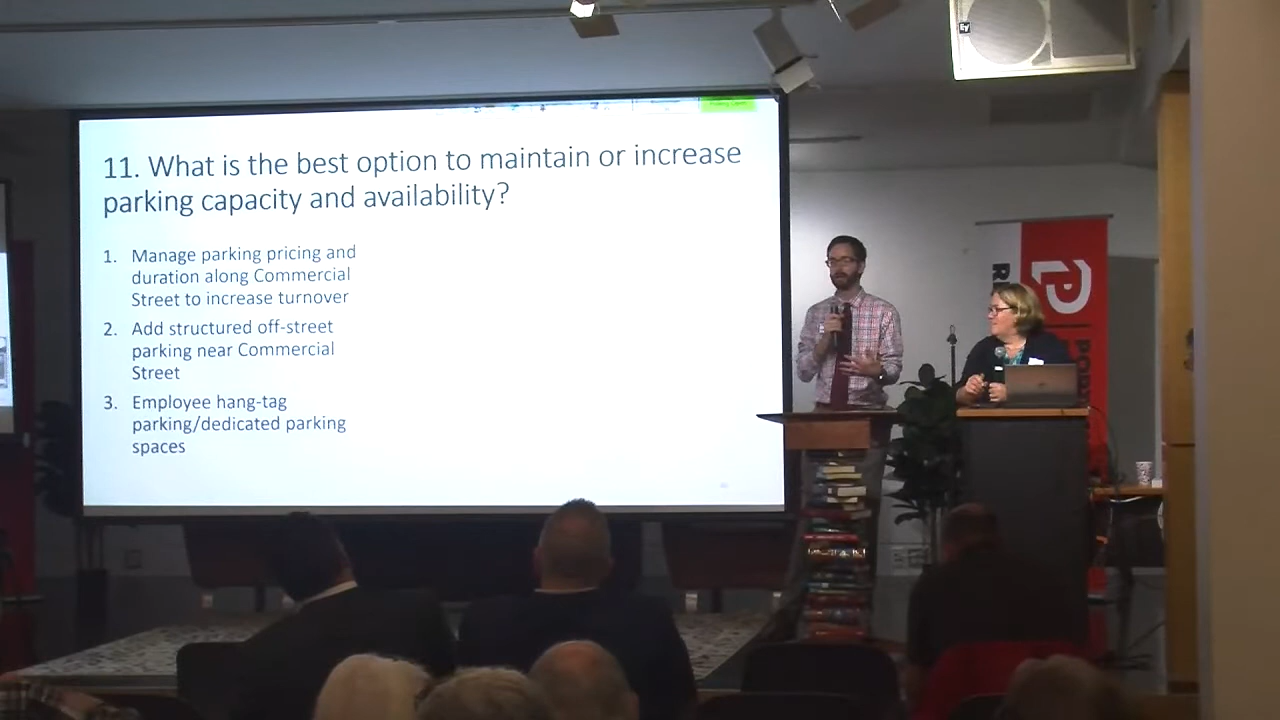 11. What is the best option to maintain or increase
parking capacity and availability?
1. Manage parking pricing and
duration along Commercial
Street to increase turnover
2. Add structured off-street
parking near Commercial
Street
3. Employee hang-tag
parking/dedicated parking
spaces
EV